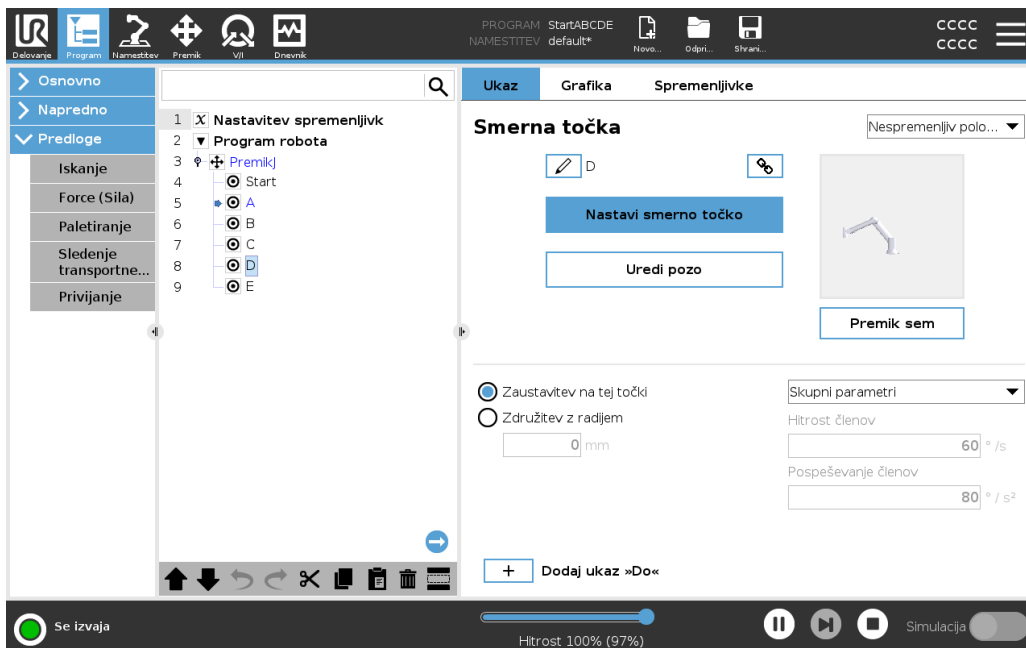 UR
Delovanje
Program
Namestitev
Premik
V/I
Dnevnik
PROGRAM StartABCDE
NAMESTITEV default*
Novo...
Odpri...
Shrani...
CCCC
CCCC
Osnovno
Napredno
Predloge
Iskanje
Force (Sila)
Paletiranje
Sledenje
transportne...
Privijanje
1 X Nastavitev spremenljivk
2 Program robota
3 PremikJ
4 Start
5 A
6 B
7 C
8 D
9 E
Ukaz
Grafika
Spremenljivke
Smerna točka
Nespremenljiv polo...
D
Nastavi smerno točko
Uredi pozo
Premik sem
Zaustavitev na tej točki
Združitev z radijem
0 mm
Skupni parametri
Hitrost členov
60 ° /s
Pospeševanje členov
80 ° / s²
+ Dodaj ukaz »Do«
Se izvaja
Hitrost 100% (97%)
Simulacija